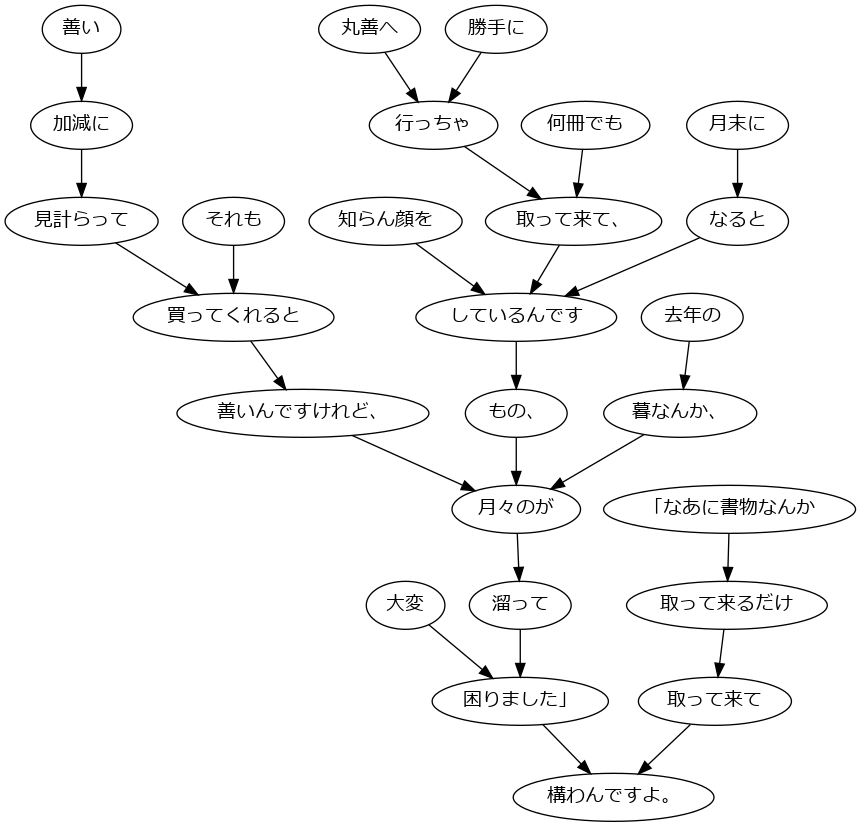 善い
丸善へ
勝手に
加減に
行っちゃ
何冊でも
月末に
見計らって
それも
知らん顔を
取って来て、
なると
買ってくれると
しているんです
去年の
善いんですけれど、
もの、
暮なんか、
月々のが
「なあに書物なんか
大変
溜って
取って来るだけ
困りました」
取って来て
構わんですよ。